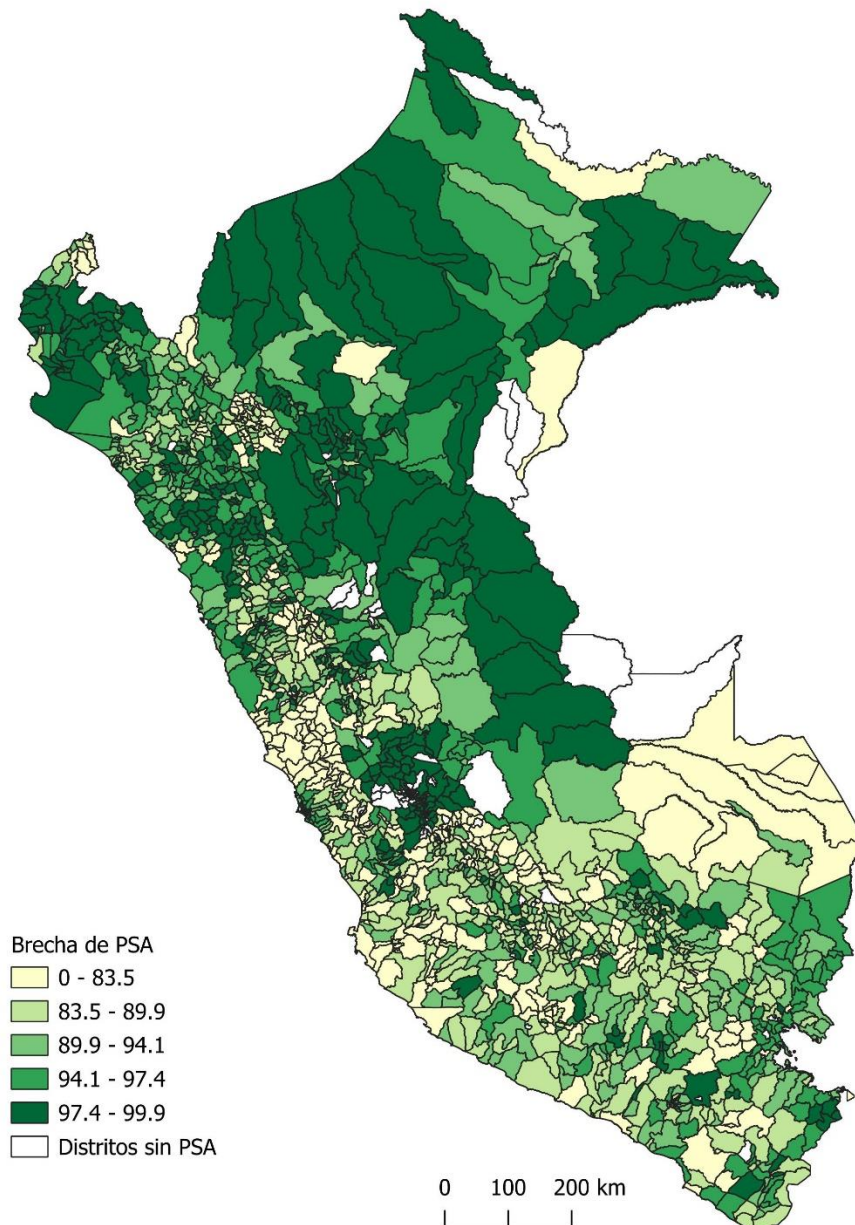 Brecha de PSA
0 - 83.5
83.5 - 89.9
89.9 - 94.1
94.1 - 97.4
97.4 - 99.9
Distritos sin PSA
0 100 200 km